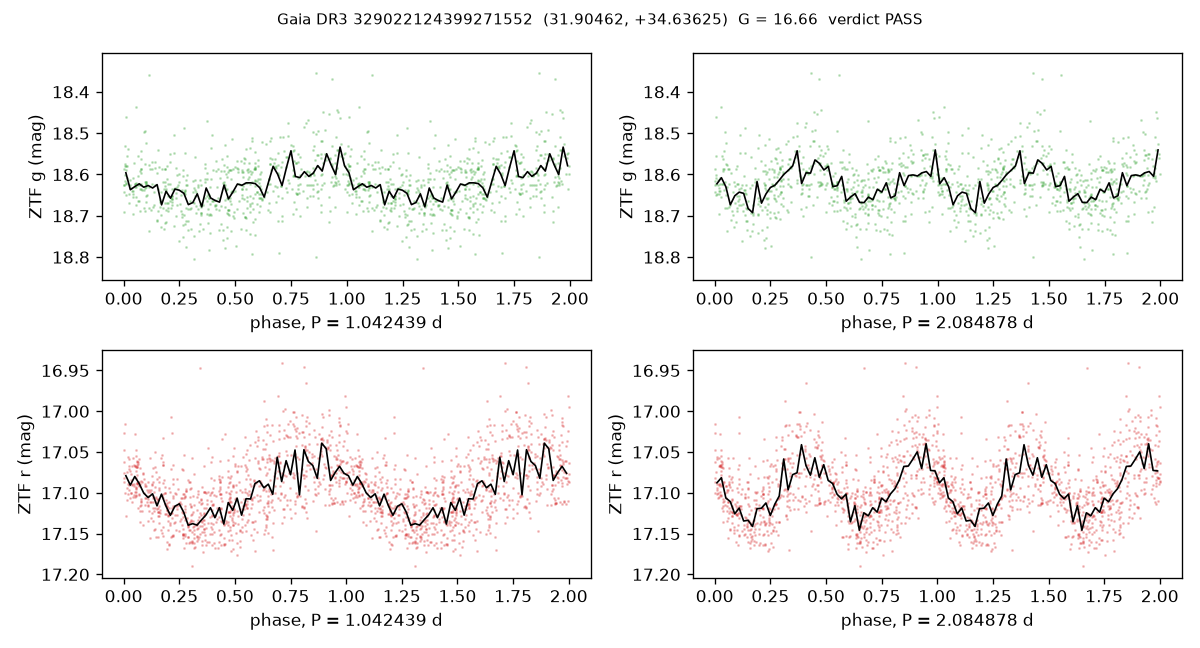 Gaia DR3 329022124399271552  (31.90462, +34.63625)  G = 16.66  verdict PASS
ZTF g (mag)
18.4
18.5
18.6
18.7
18.8
0.00 0.25 0.50 0.75 1.00 1.25 1.50 1.75 2.00
phase, P = 1.042439 d
ZTF g (mag)
18.4
18.5
18.6
18.7
18.8
0.00 0.25 0.50 0.75 1.00 1.25 1.50 1.75 2.00
phase, P = 2.084878 d
ZTF r (mag)
16.95
17.00
17.05
17.10
17.15
17.20
0.00 0.25 0.50 0.75 1.00 1.25 1.50 1.75 2.00
phase, P = 1.042439 d
ZTF r (mag)
16.95
17.00
17.05
17.10
17.15
17.20
0.00 0.25 0.50 0.75 1.00 1.25 1.50 1.75 2.00
phase, P = 2.084878 d